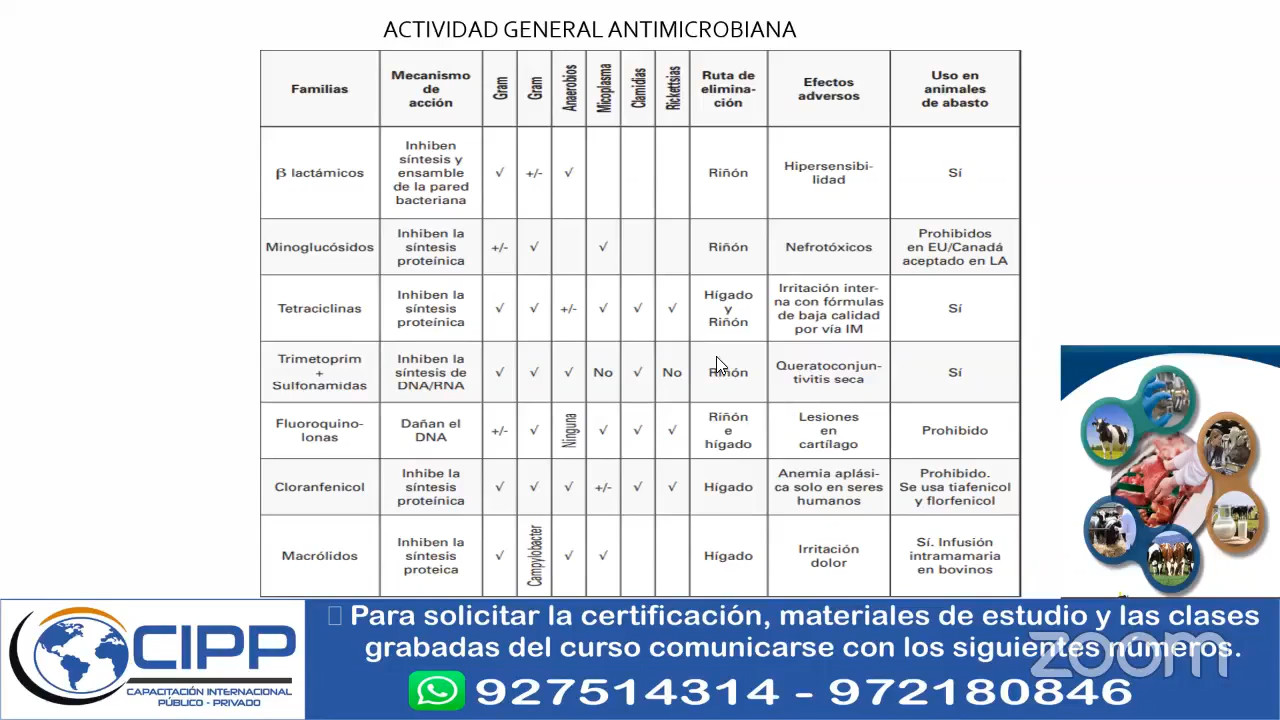 ACTIVIDAD GENERAL ANTIMICROBIANA
Familias
Mecanismo
de
acción
Gram
Gram
Anaerobios
Micoplasma
Clamidias
Rickettsias
Ruta de
elimina-
ción
Efectos
adversos
Uso en
animales
de abasto
β lactámicos
Inhiben
síntesis y
ensamble
de la pared
bacteriana
√
+/-
√
Riñón
Hipersensibi-
lidad
Sí
Minoglucósidos
Inhiben la
síntesis
proteínica
+/-
√
√
Riñón
Nefrotóxicos
Prohibidos
en EU/Canadá
aceptado en LA
Tetraciclinas
Inhiben la
síntesis
proteínica
√
√
+/-
√
√
√
Hígado
y
Riñón
Irritación inter-
na con fórmulas
de baja calidad
por vía IM
Sí
Trimetoprim
+
Sulfonamidas
Inhiben la
síntesis de
DNA/RNA
√
√
√
No
√
No
Riñón
Queratoconjun-
tivitis seca
Sí
Fluoroquino-
lonas
Dañan el
DNA
+/-
√
Ninguna
√
√
√
Riñón
e
hígado
Lesiones
en
cartílago
Prohibido
Cloranfenicol
Inhibe la
síntesis
proteínica
√
√
√
+/-
√
√
Hígado
Anemia aplási-
ca solo en seres
humanos
Prohibido.
Se usa tiafenicol
y florfenicol
Macrólidos
Inhiben la
síntesis
proteica
√
Campylobacter
√
√
Hígado
Irritación
dolor
Sí. Infusión
intramamaria
en bovinos
CIPP
CAPACITACIÓN INTERNACIONAL
PÚBLICO - PRIVADO
Para solicitar la certificación, materiales de estudio y las clases
grabadas del curso comunicarse con los siguientes números.
927514314 - 972180846
zoom